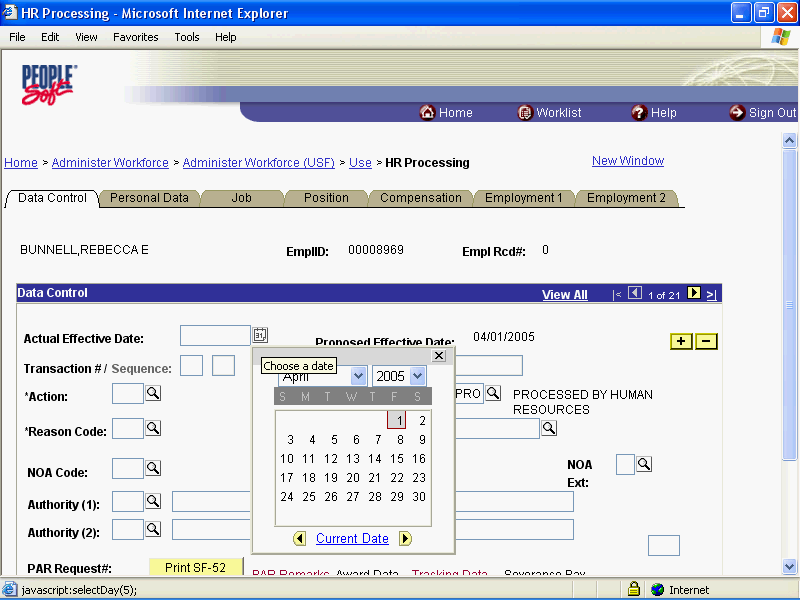 HR Processing - Microsoft Internet Explorer
File Edit View Favorites Tools Help
PEOPLE
Soft
Home Worklist Help Sign Out
Home > Administer Workforce > Administer Workforce (USF) > Use > HR Processing
New Window
Data Control Personal Data Job Position Compensation Employment 1 Employment 2
BUNNELL,REBECCA E EmplID: 00008969 Empl Rcd#: 0
Data Control View All |< 1 of 21 >|
Actual Effective Date: Proposed Effective Date: 04/01/2005 + −
Transaction # / Sequence:
Choose a date
April 2005
S M T W T F S
1 2
3 4 5 6 7 8 9
10 11 12 13 14 15 16
17 18 19 20 21 22 23
24 25 26 27 28 29 30
Current Date
*Action: PRO PROCESSED BY HUMAN
RESOURCES
*Reason Code:
NOA Code: NOA
Ext:
Authority (1):
Authority (2):
PAR Request#: Print SF-52 PAR Remarks Award Data Tracking Data Severance Pay
javascript:selectDay(5); Internet